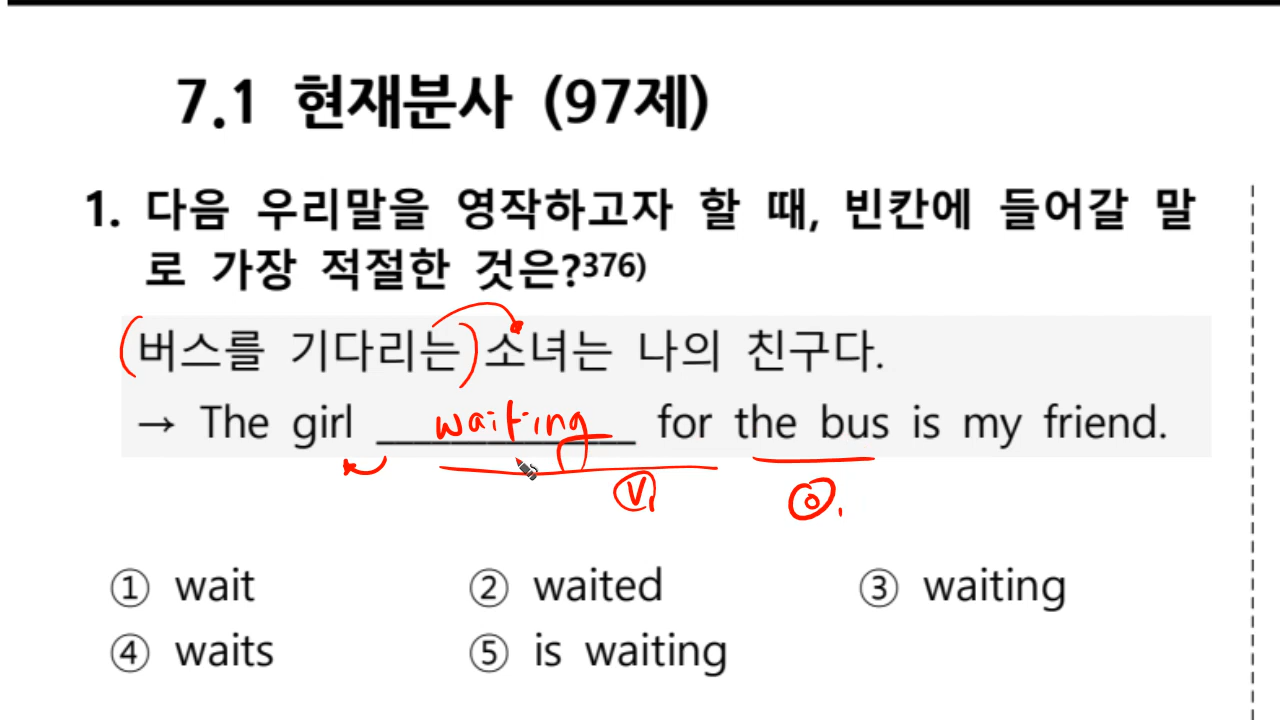 7.1 현재분사 (97제)
1. 다음 우리말을 영작하고자 할 때, 빈칸에 들어갈 말
로 가장 적절한 것은?376)
(버스를 기다리는) 소녀는 나의 친구다.
→ The girl waiting for the bus is my friend.
V₁ O₁
① wait ② waited ③ waiting
④ waits ⑤ is waiting